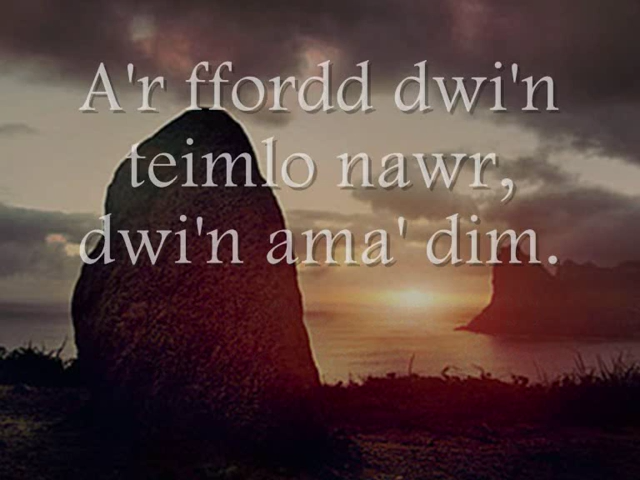 A'r ffordd dwi'n
teimlo nawr,
dwi'n ama' dim.